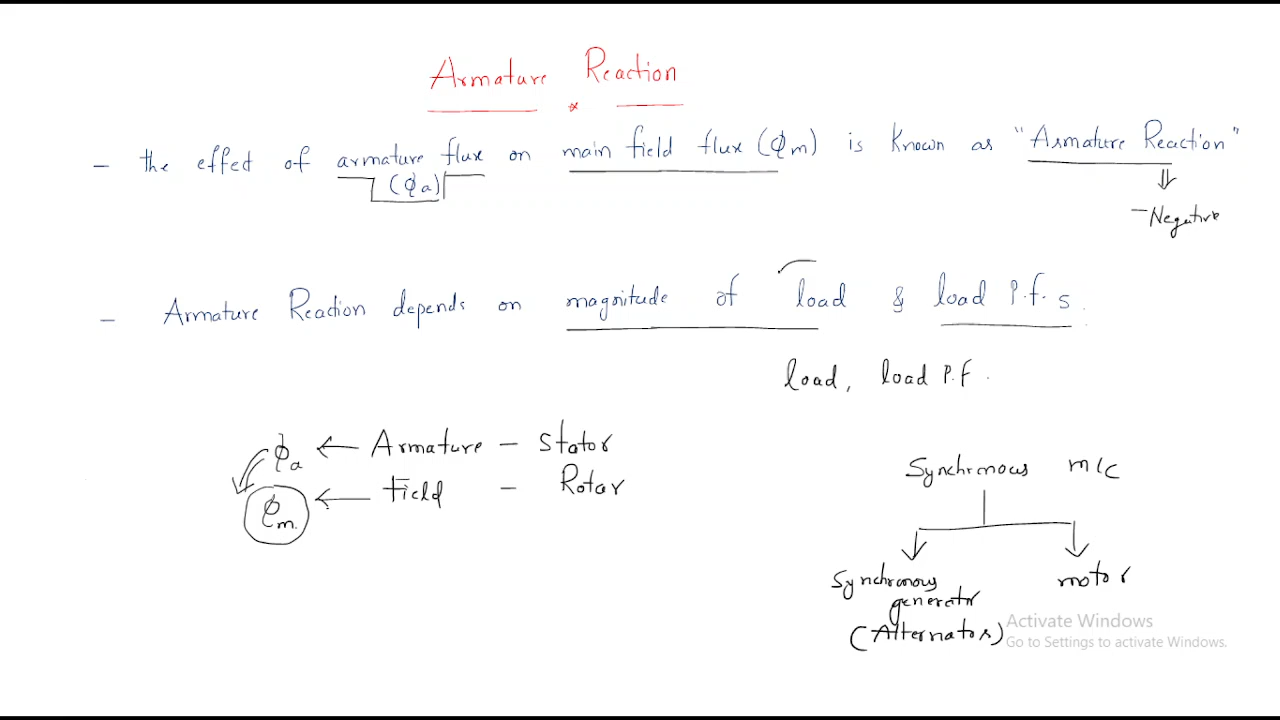 Armature Reaction
- the effect of armature flux on main field flux (φm) is known as "Armature Reaction"
(φa)
- Negative
- Armature Reaction depends on magnitude of load & load P.f.s.
load, load P.f.
φa ← Armature - Stator
φm ← Field - Rotor
Synchronous m/c
Synchronous generator (Alternators)
motor
Activate Windows
Go to Settings to activate Windows.